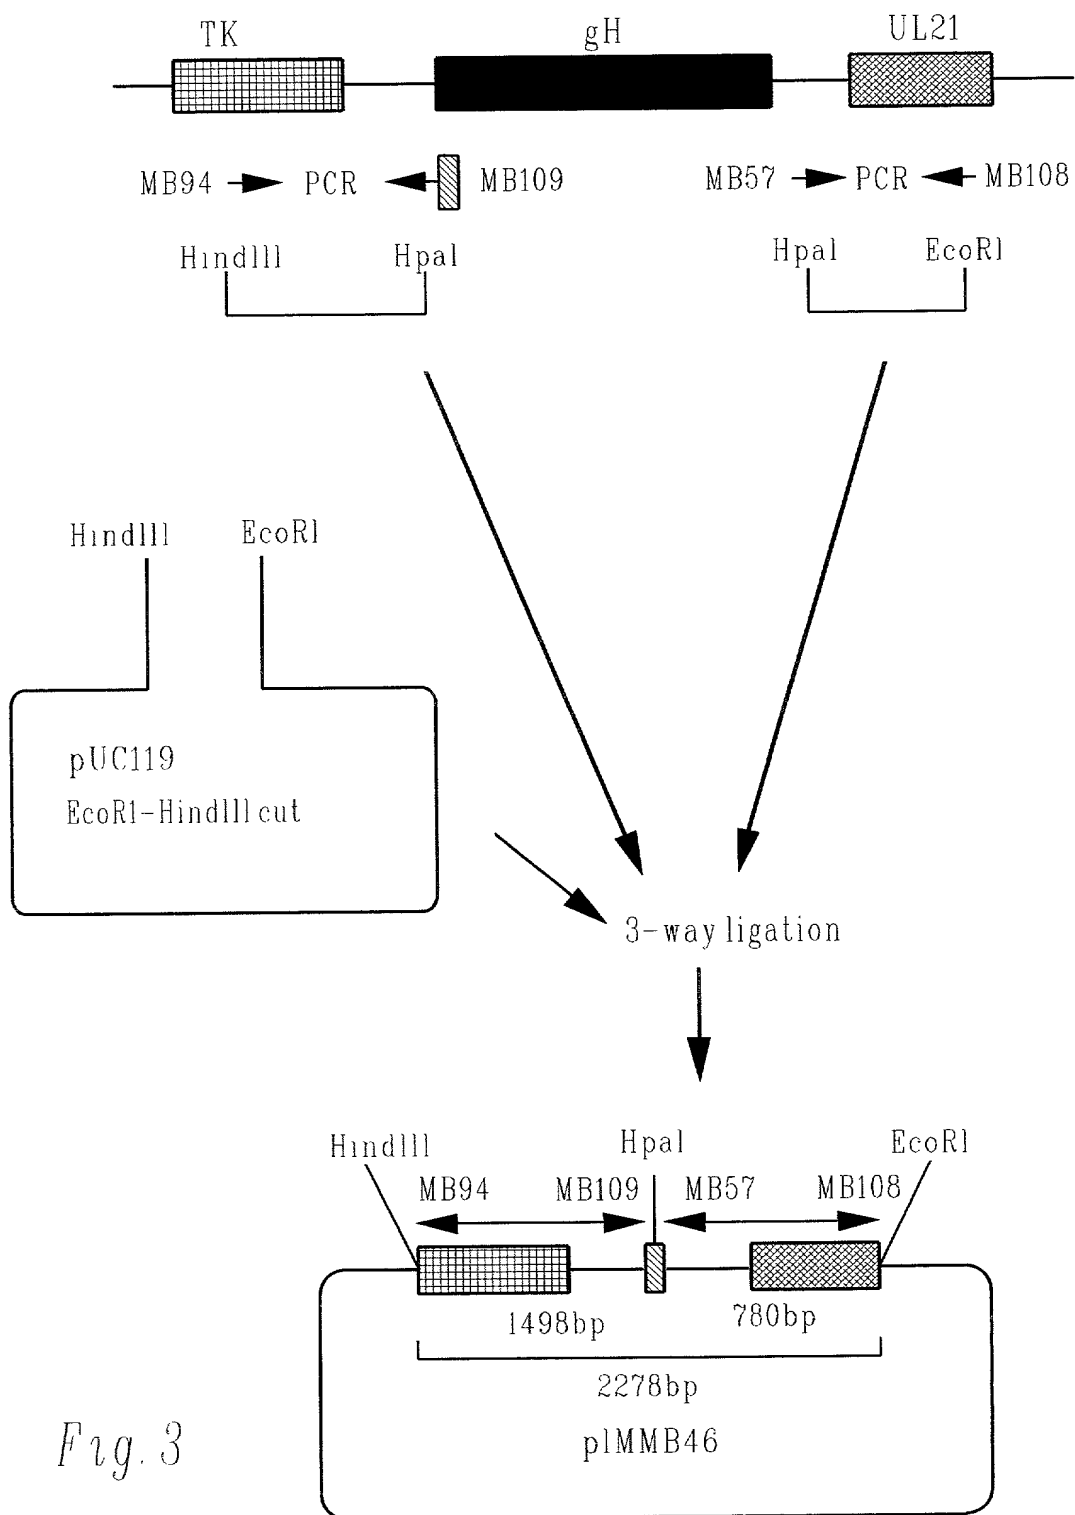 TK gH UL21
MB94 PCR MB109 MB57 PCR MB108
HindIII HpaI HpaI EcoRI
HindIII EcoRI
pUC119
EcoRI-HindIII cut
3-way ligation
HindIII HpaI EcoRI
MB94 MB109 MB57 MB108
1498bp 780bp
2278bp
pIMMB46
Fig. 3